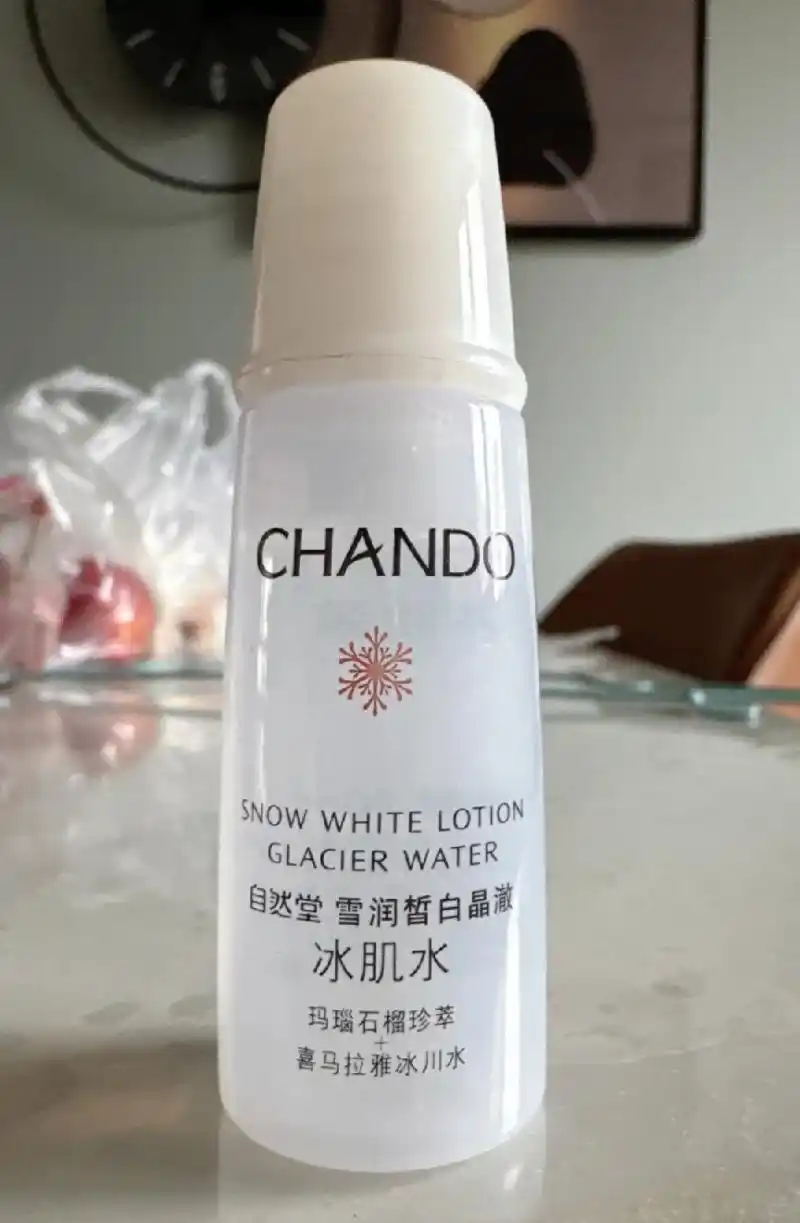 CHANDO
SNOW WHITE LOTION
GLACIER WATER
自然堂 雪润皙白晶澈
冰肌水
玛瑙石榴珍萃
+
喜马拉雅冰川水